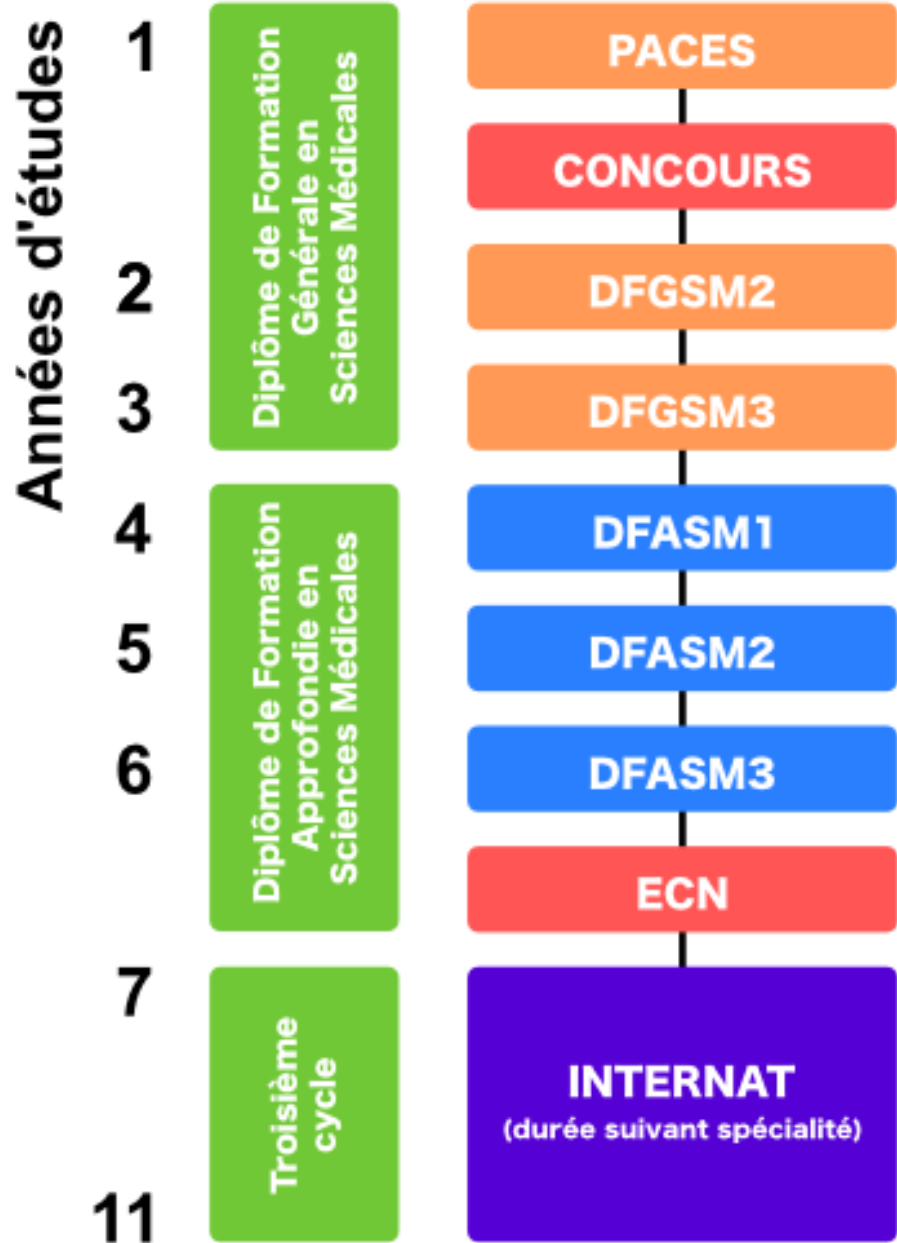 Années d'études
1
Diplôme de Formation
Générale en
Sciences Médicales
PACES
CONCOURS
2
DFGSM2
3
DFGSM3
4
Diplôme de Formation
Approfondie en
Sciences Médicales
DFASM1
5
DFASM2
6
DFASM3
ECN
7
Troisième
cycle
INTERNAT
(durée suivant spécialité)
11